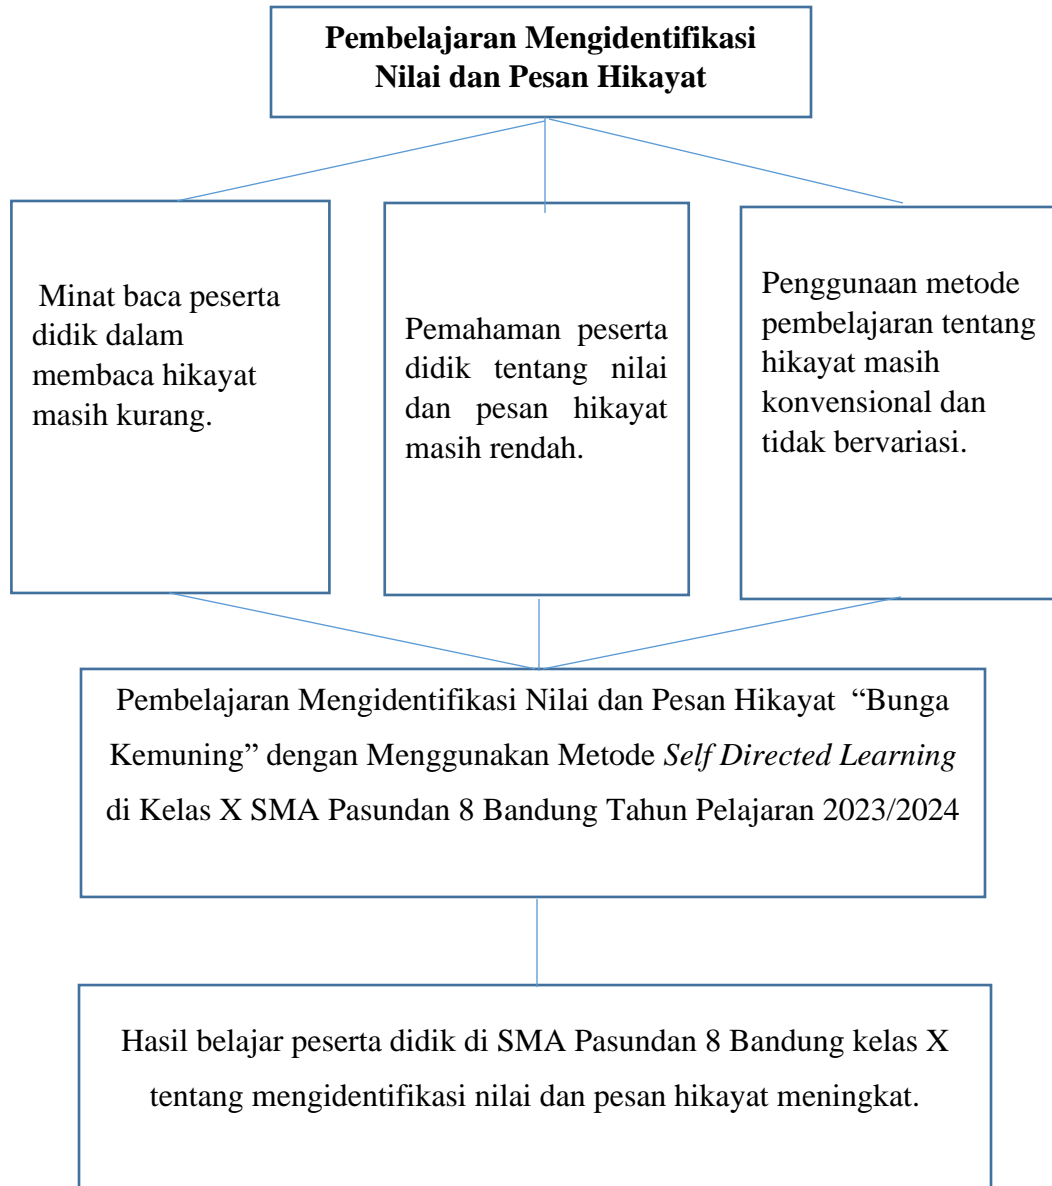 Pembelajaran Mengidentifikasi
Nilai dan Pesan Hikayat
Minat baca peserta
didik dalam
membaca hikayat
masih kurang.
Pemahaman peserta
didik tentang nilai
dan pesan hikayat
masih rendah.
Penggunaan metode
pembelajaran tentang
hikayat masih
konvensional dan
tidak bervariasi.
Pembelajaran Mengidentifikasi Nilai dan Pesan Hikayat “Bunga
Kemuning” dengan Menggunakan Metode Self Directed Learning
di Kelas X SMA Pasundan 8 Bandung Tahun Pelajaran 2023/2024
Hasil belajar peserta didik di SMA Pasundan 8 Bandung kelas X
tentang mengidentifikasi nilai dan pesan hikayat meningkat.